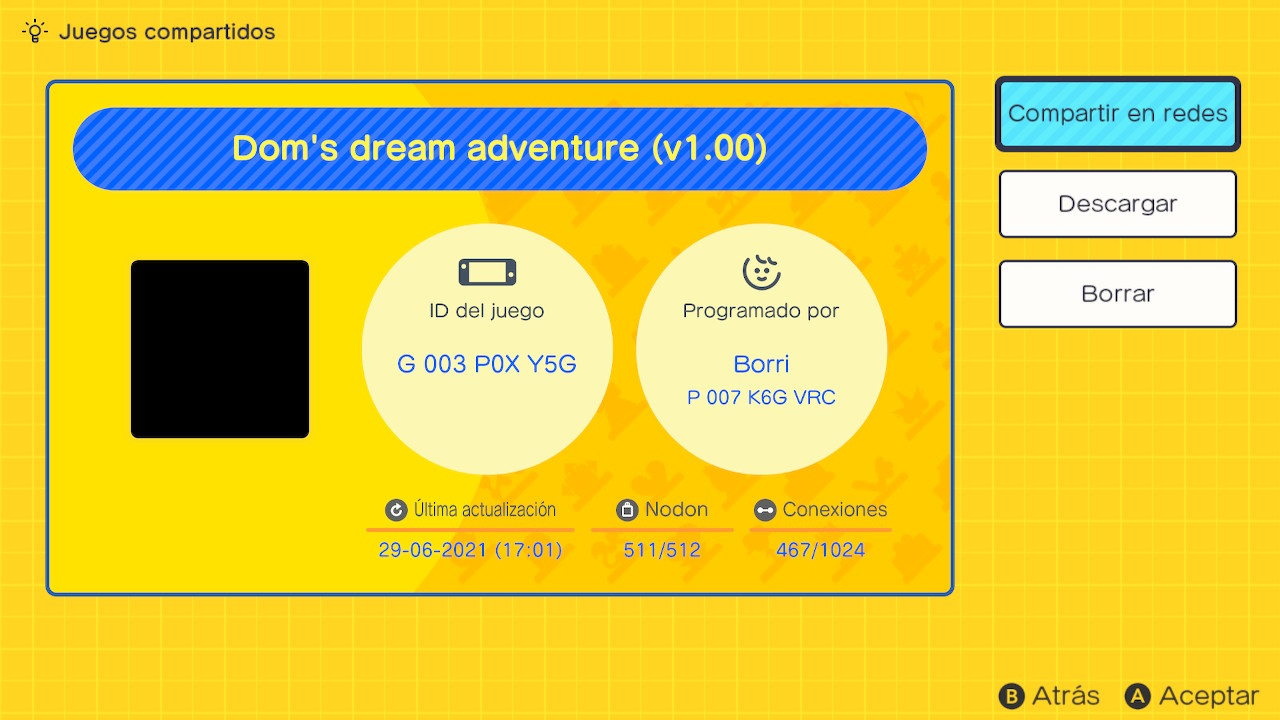 Juegos compartidos
Dom's dream adventure (v1.00)
ID del juego
G 003 P0X Y5G
Programado por
Borri
P 007 K6G VRC
Última actualización
29-06-2021 (17:01)
Nodon
511/512
Conexiones
467/1024
Compartir en redes
Descargar
Borrar
B Atrás
A Aceptar